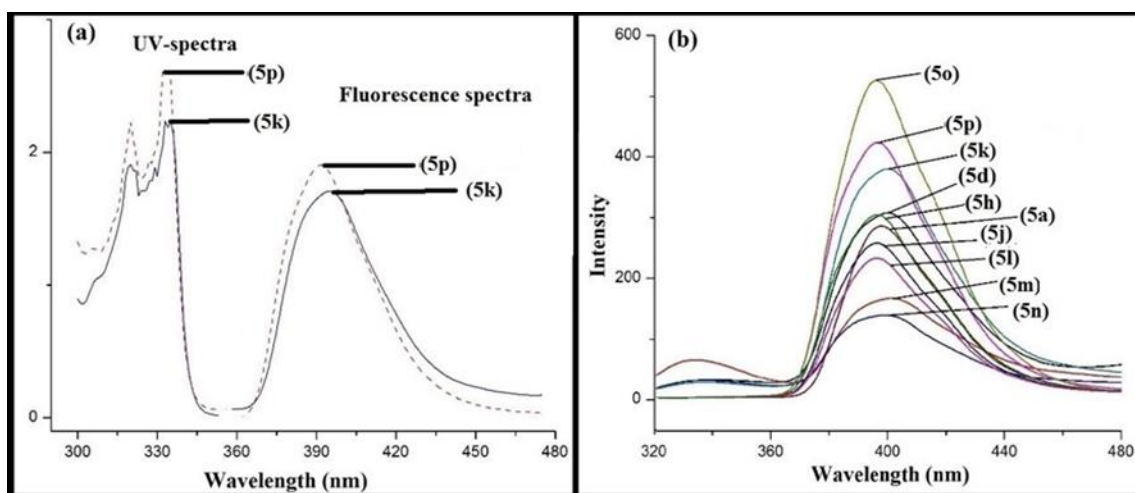 (a)
UV-spectra
(5p)
(5k)
Fluorescence spectra
(5p)
(5k)
2
0
300 330 360 390 420 450 480
Wavelength (nm)
(b)
600
400
200
0
Intensity
(5o)
(5p)
(5k)
(5d)
(5h)
(5a)
(5j)
(5l)
(5m)
(5n)
320 360 400 440 480
Wavelength (nm)